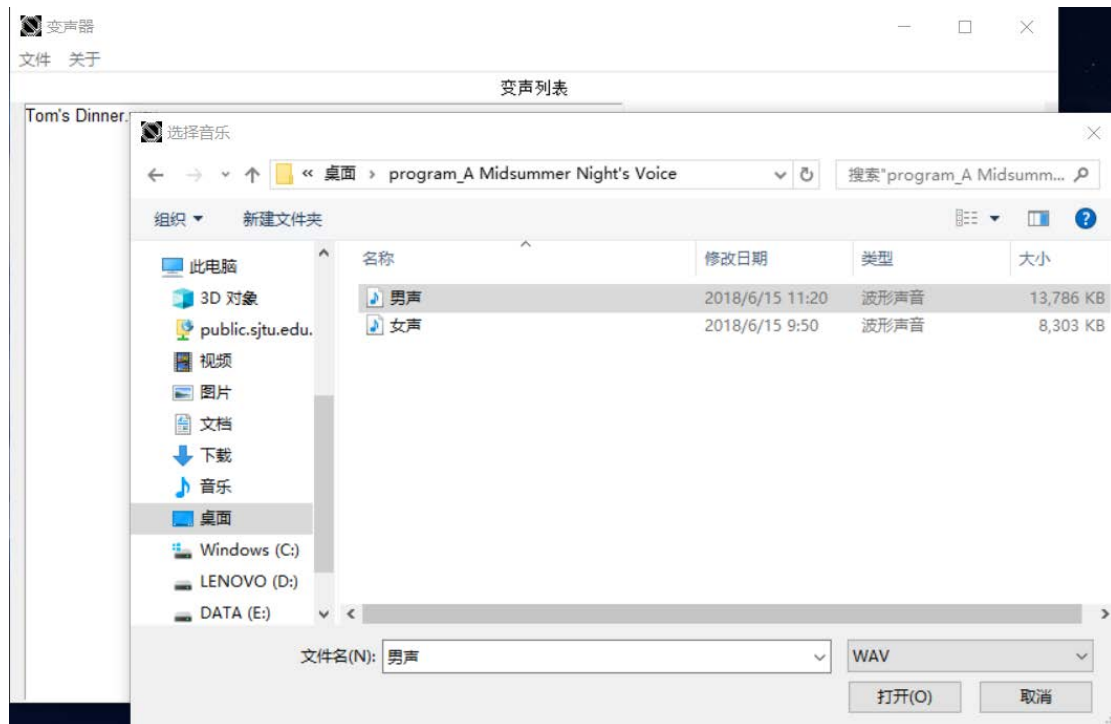 变声器
文件 关于
变声列表
Tom's Dinner.
选择音乐
« 桌面 › program_A Midsummer Night's Voice
搜索"program_A Midsumm...
组织 新建文件夹
名称 修改日期 类型 大小
此电脑
3D 对象
public.sjtu.edu.
视频
图片
文档
下载
音乐
桌面
Windows (C:)
LENOVO (D:)
DATA (E:)
男声 2018/6/15 11:20 波形声音 13,786 KB
女声 2018/6/15 9:50 波形声音 8,303 KB
文件名(N): 男声 WAV
打开(O) 取消